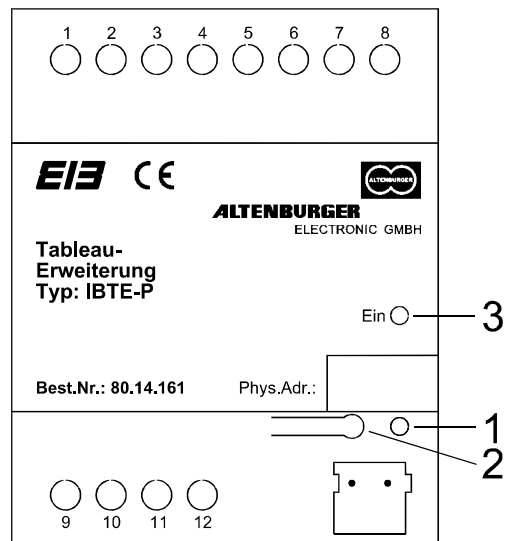 1 2 3 4 5 6 7 8
EIB CE
ALTENBURGER
ALTENBURGER
ELECTRONIC GMBH
Tableau-
Erweiterung
Typ: IBTE-P
Ein 3
Best.Nr.: 80.14.161 Phys.Adr.:
1
2
9 10 11 12